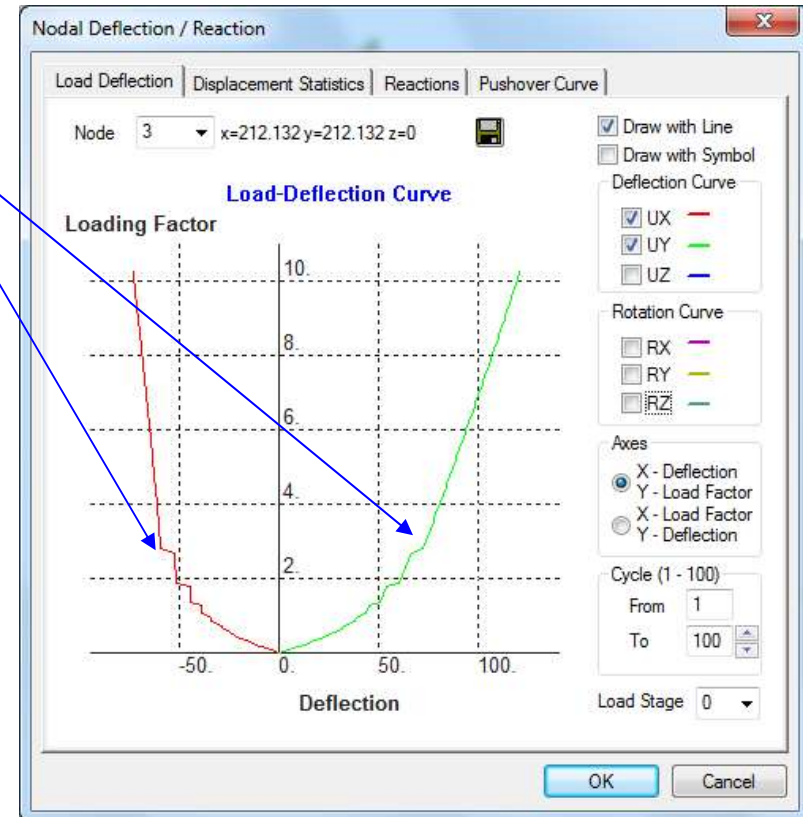 Nodal Deflection / Reaction
Load Deflection Displacement Statistics Reactions Pushover Curve
Node 3 x=212.132 y=212.132 z=0
Draw with Line
Draw with Symbol
Load-Deflection Curve
Loading Factor
10.
8.
6.
4.
2.
-50. 0. 50. 100.
Deflection
Deflection Curve
UX
UY
UZ
Rotation Curve
RX
RY
RZ
Axes
X - Deflection
Y - Load Factor
X - Load Factor
Y - Deflection
Cycle (1 - 100)
From 1
To 100
Load Stage 0
OK Cancel